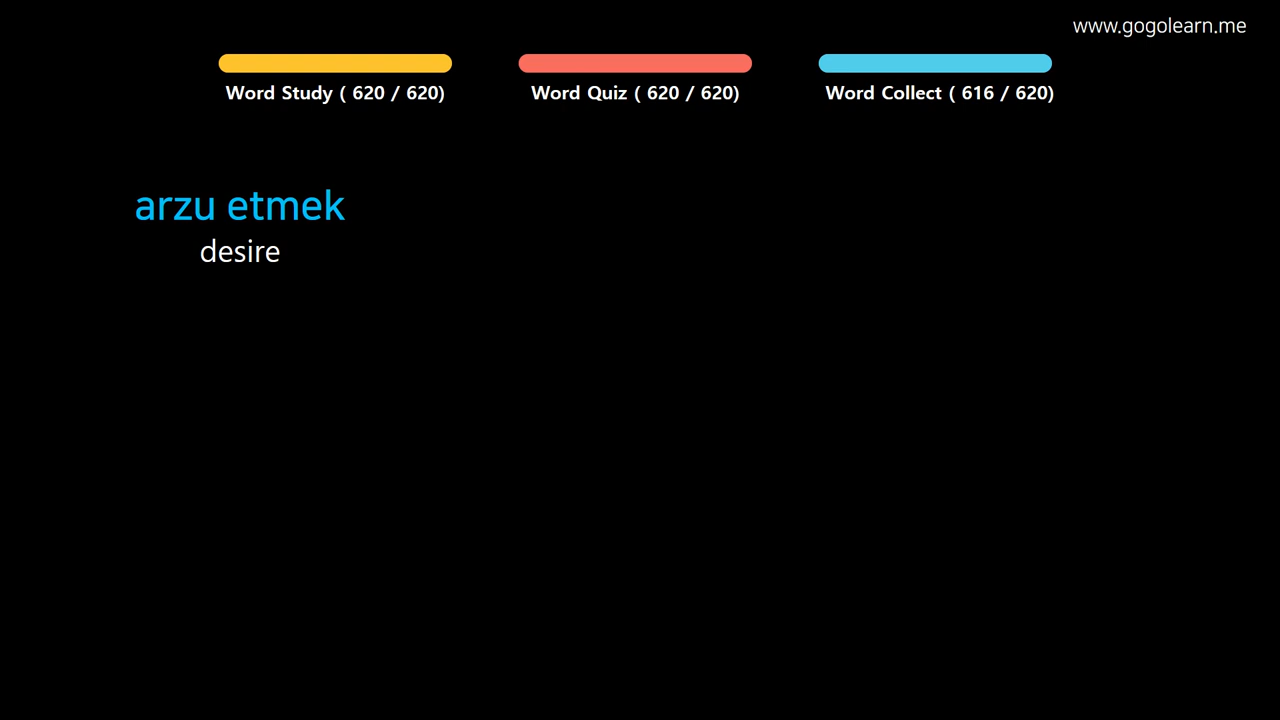 www.gogolearn.me
Word Study ( 620 / 620)
Word Quiz ( 620 / 620)
Word Collect ( 616 / 620)
arzu etmek
desire